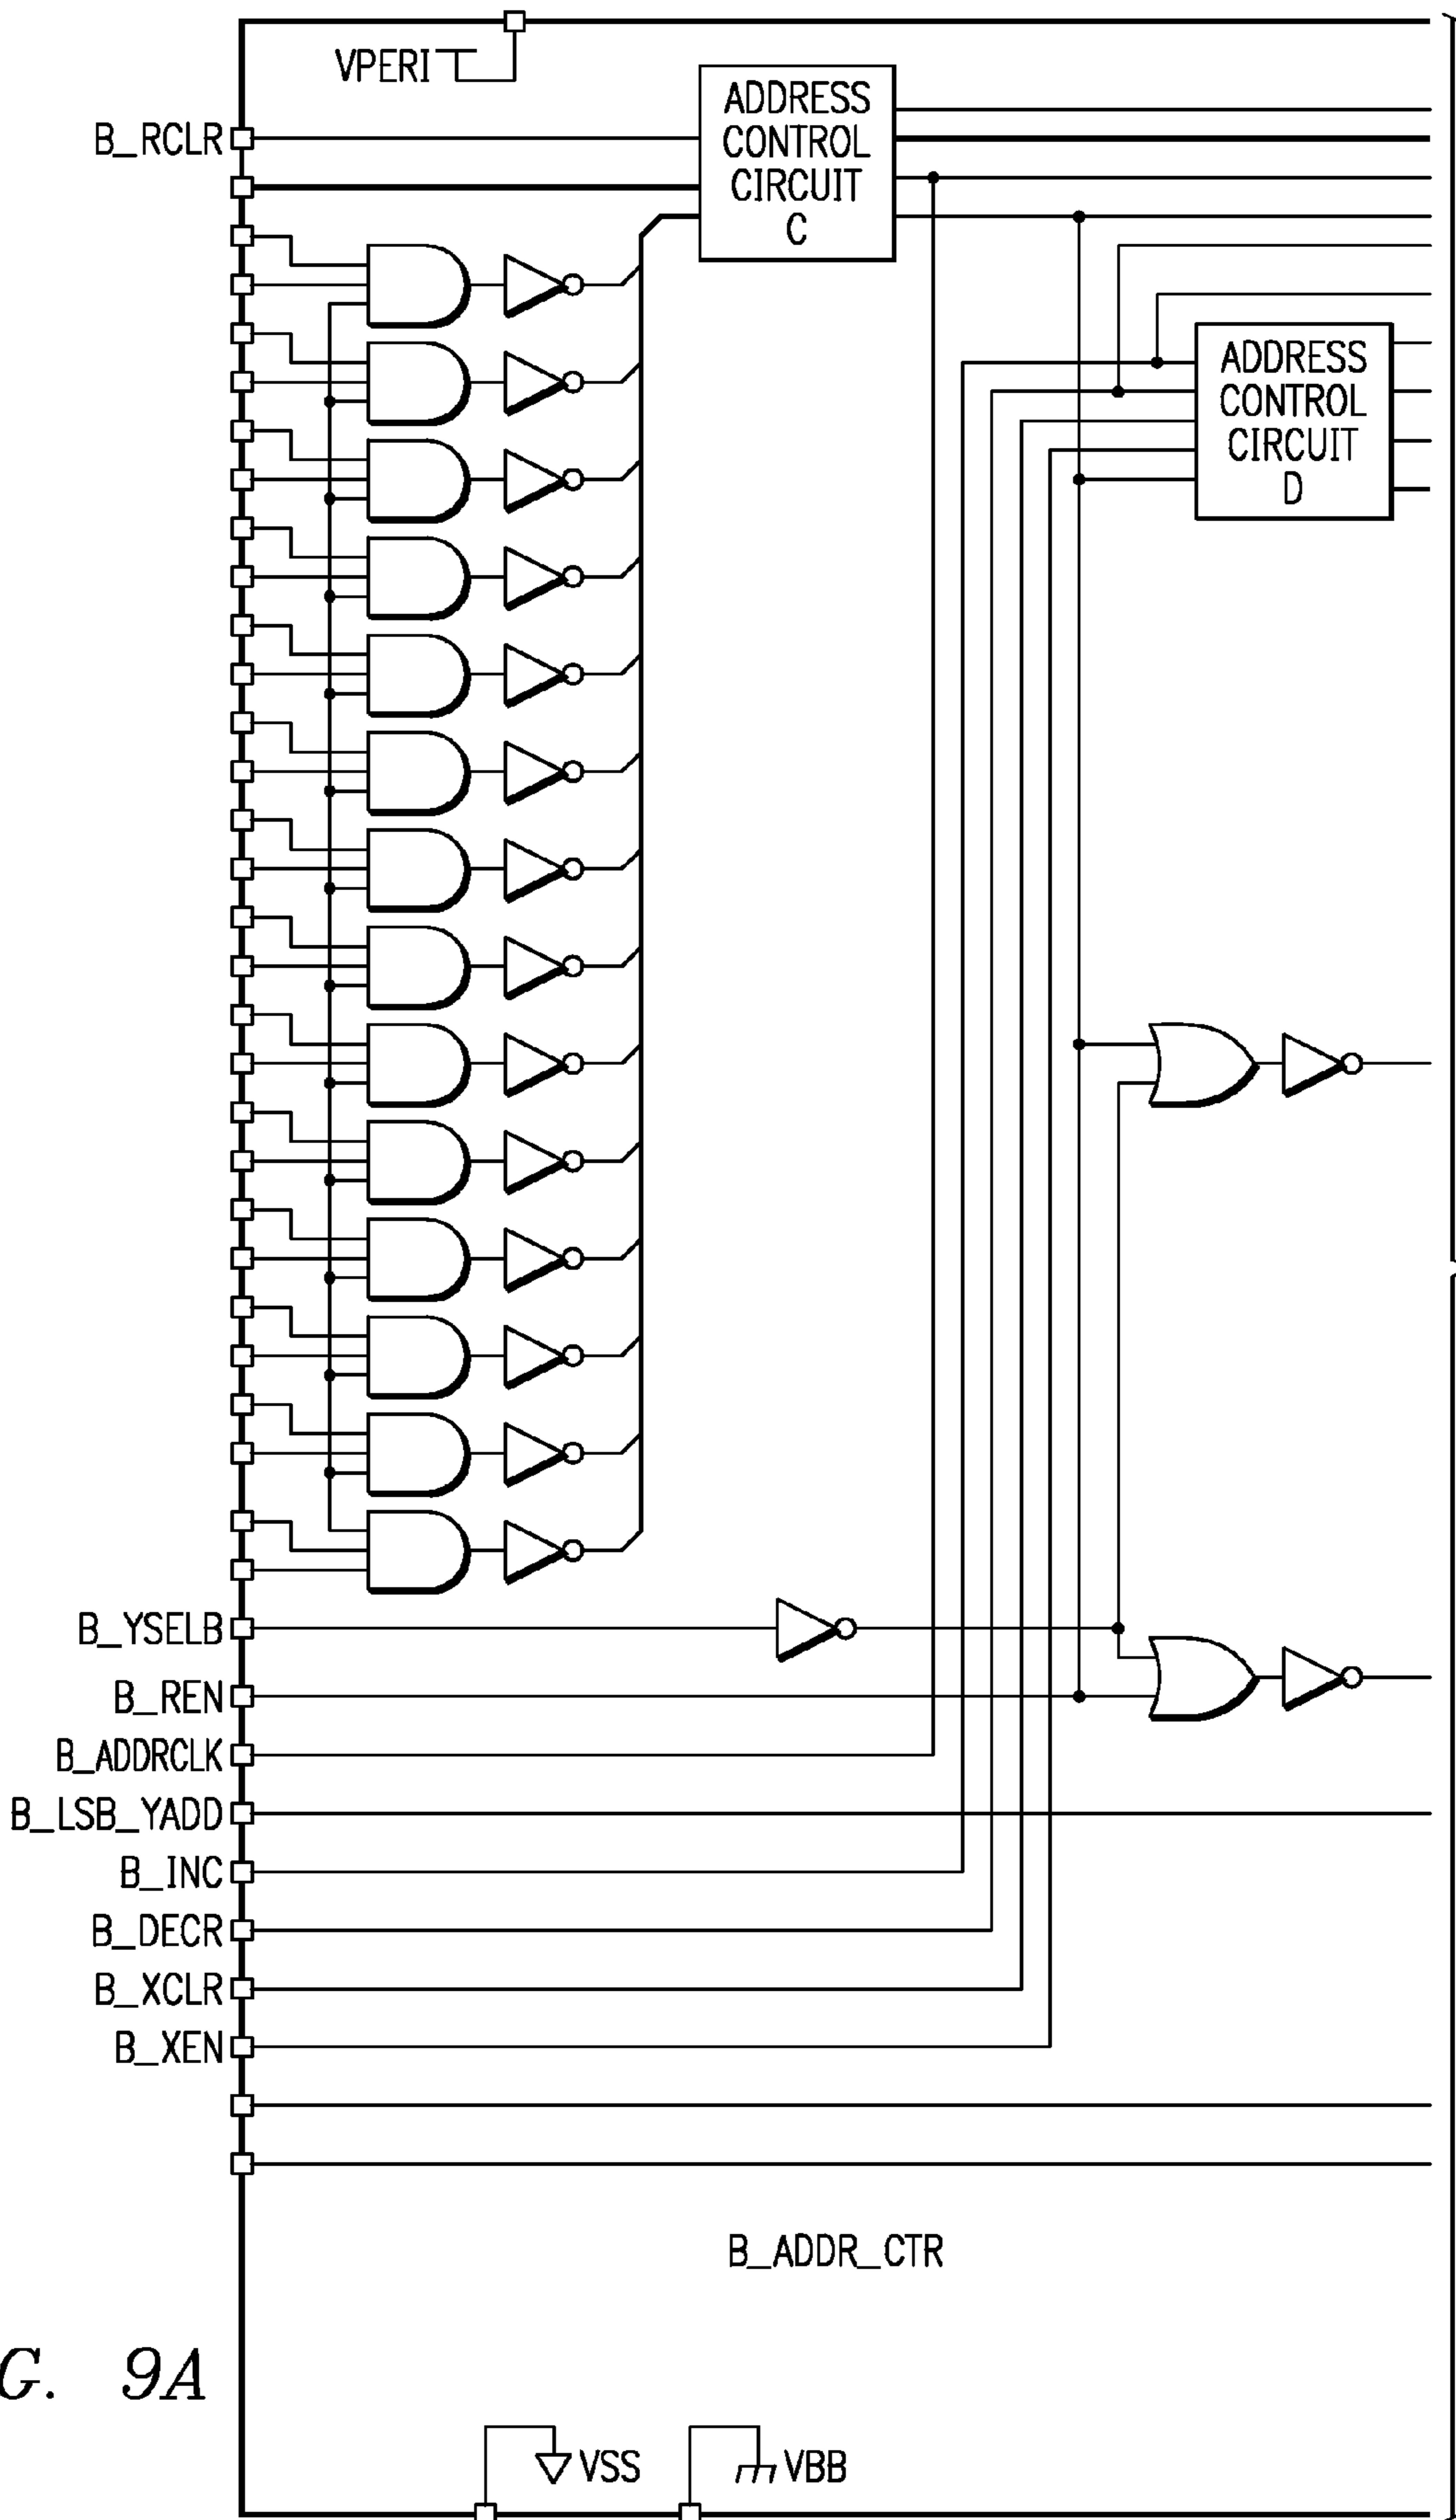 VPERI
B_RCLR
ADDRESS
CONTROL
CIRCUIT
C
ADDRESS
CONTROL
CIRCUIT
D
B_YSELB
B_REN
B_ADDRCLK
B_LSB_YADD
B_INC
B_DECR
B_XCLR
B_XEN
B_ADDR_CTR
G. 9A
VSS
VBB